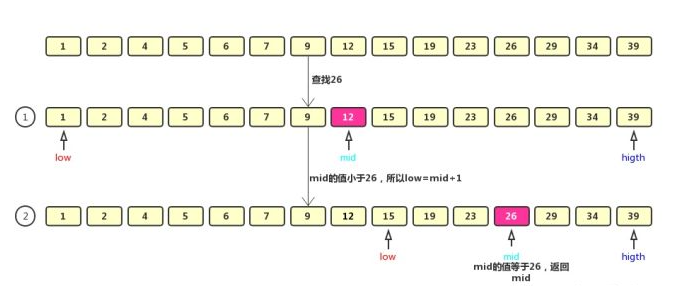 1 2 4 5 6 7 9 12 15 19 23 26 29 34 39
查找26
① 1 2 4 5 6 7 9 12 15 19 23 26 29 34 39
low mid higth
mid的值小于26，所以low=mid+1
② 1 2 4 5 6 7 9 12 15 19 23 26 29 34 39
low mid higth
mid的值等于26，返回
mid